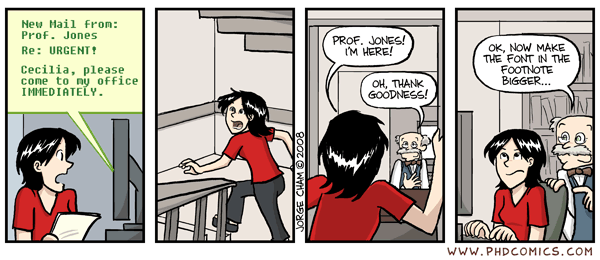 New Mail from:
Prof. Jones
Re: URGENT!
Cecilia, please
come to my office
IMMEDIATELY.
JORGE CHAM © 2008
PROF. JONES!
I'M HERE!
OH, THANK
GOODNESS!
OK, NOW MAKE
THE FONT IN THE
FOOTNOTE
BIGGER...
WWW.PHDCOMICS.COM